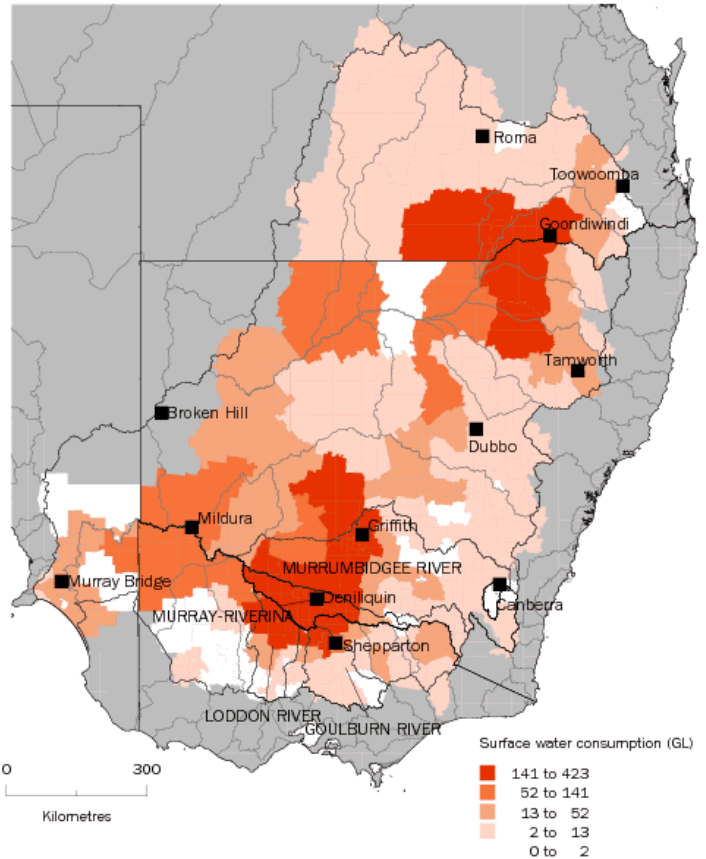 Roma
Toowoomba
Goondiwindi
Tamworth
Broken Hill
Dubbo
Mildura
Griffith
MURRUMBIDGEE RIVER
Murray Bridge
Deniliquin
Canberra
MURRAY-RIVERINA
Shepparton
LODDON RIVER
GOULBURN RIVER
Surface water consumption (GL)
141 to 423
52 to 141
13 to 52
2 to 13
0 to 2
0 300
Kilometres